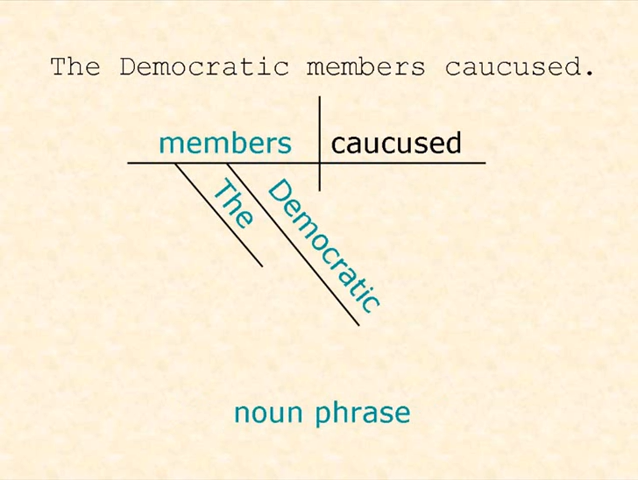 The Democratic members caucused.
members caucused
The
Democratic
noun phrase